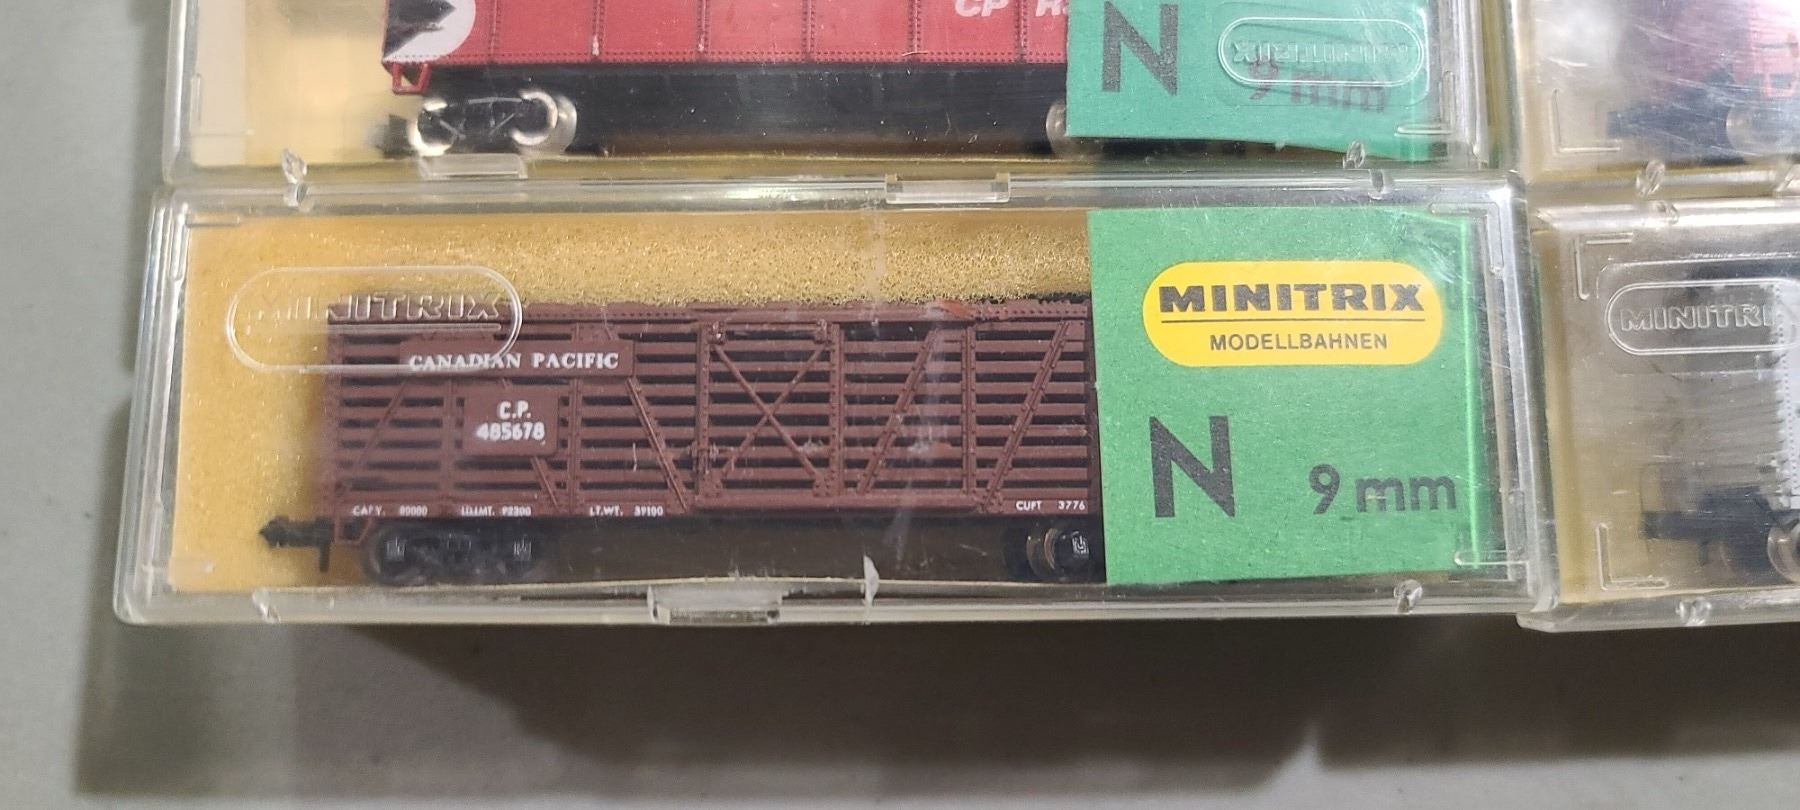 CP
N
MINITRIX
9 mm
MINITRIX
CANADIAN PACIFIC
C.P.
485678
CAPY. 80000 LD.LMT. 92300 LT.WT. 39100
CUFT 3776
MINITRIX
MODELLBAHNEN
N 9 mm
MINITRI